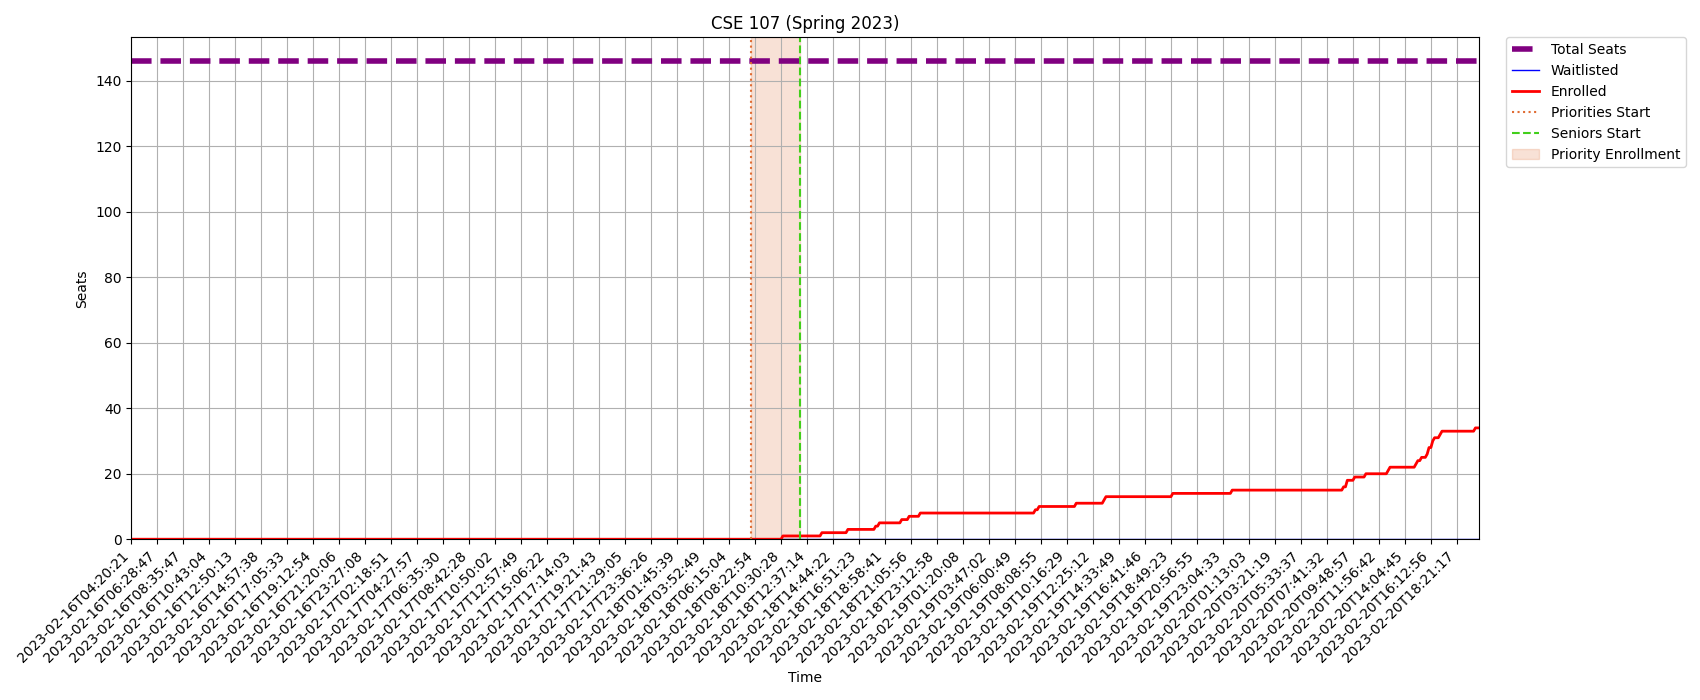 CSE 107 (Spring 2023)
Total Seats
Waitlisted
Enrolled
Priorities Start
Seniors Start
Priority Enrollment
Seats
140
120
100
80
60
40
20
0
2023-02-16T04:20:21
2023-02-16T06:28:47
2023-02-16T08:35:47
2023-02-16T10:43:04
2023-02-16T12:50:13
2023-02-16T14:57:38
2023-02-16T17:05:33
2023-02-16T19:12:54
2023-02-16T21:20:06
2023-02-16T23:27:08
2023-02-17T02:18:51
2023-02-17T04:27:57
2023-02-17T06:35:30
2023-02-17T08:42:28
2023-02-17T10:50:02
2023-02-17T12:57:49
2023-02-17T15:06:22
2023-02-17T17:14:03
2023-02-17T19:21:43
2023-02-17T21:29:05
2023-02-17T23:36:26
2023-02-18T01:45:39
2023-02-18T03:52:49
2023-02-18T06:15:04
2023-02-18T08:22:54
2023-02-18T10:30:28
2023-02-18T12:37:14
2023-02-18T14:44:22
2023-02-18T16:51:23
2023-02-18T18:58:41
2023-02-18T21:05:56
2023-02-18T23:12:58
2023-02-19T01:20:08
2023-02-19T03:47:02
2023-02-19T06:00:49
2023-02-19T08:08:55
2023-02-19T10:16:29
2023-02-19T12:25:12
2023-02-19T14:33:49
2023-02-19T16:41:46
2023-02-19T18:49:23
2023-02-19T20:56:55
2023-02-19T23:04:33
2023-02-20T01:13:03
2023-02-20T03:21:19
2023-02-20T05:33:37
2023-02-20T07:41:32
2023-02-20T09:48:57
2023-02-20T11:56:42
2023-02-20T14:04:45
2023-02-20T16:12:56
2023-02-20T18:21:17
Time